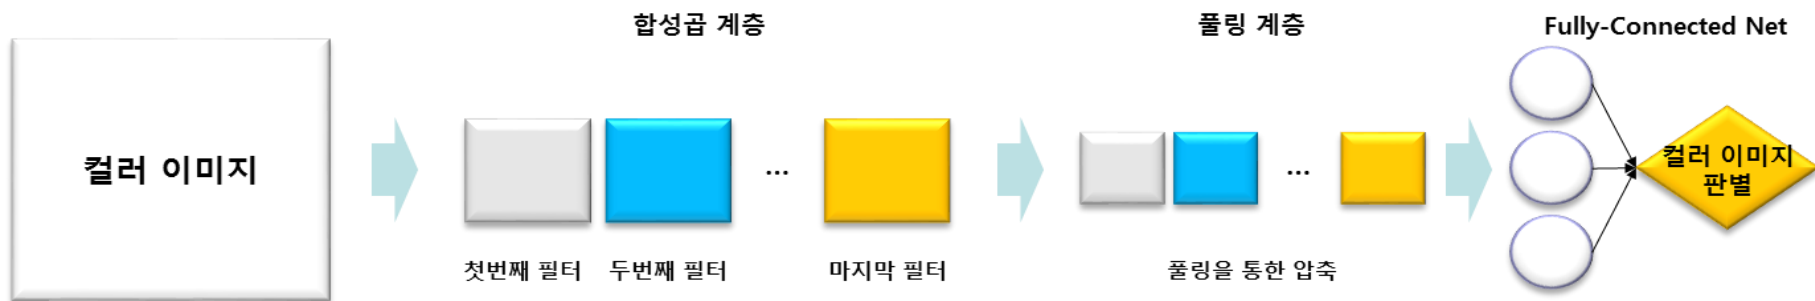 합성곱 계층
풀링 계층
Fully-Connected Net
컬러 이미지
...
...
컬러 이미지
판별
첫번째 필터
두번째 필터
마지막 필터
풀링을 통한 압축